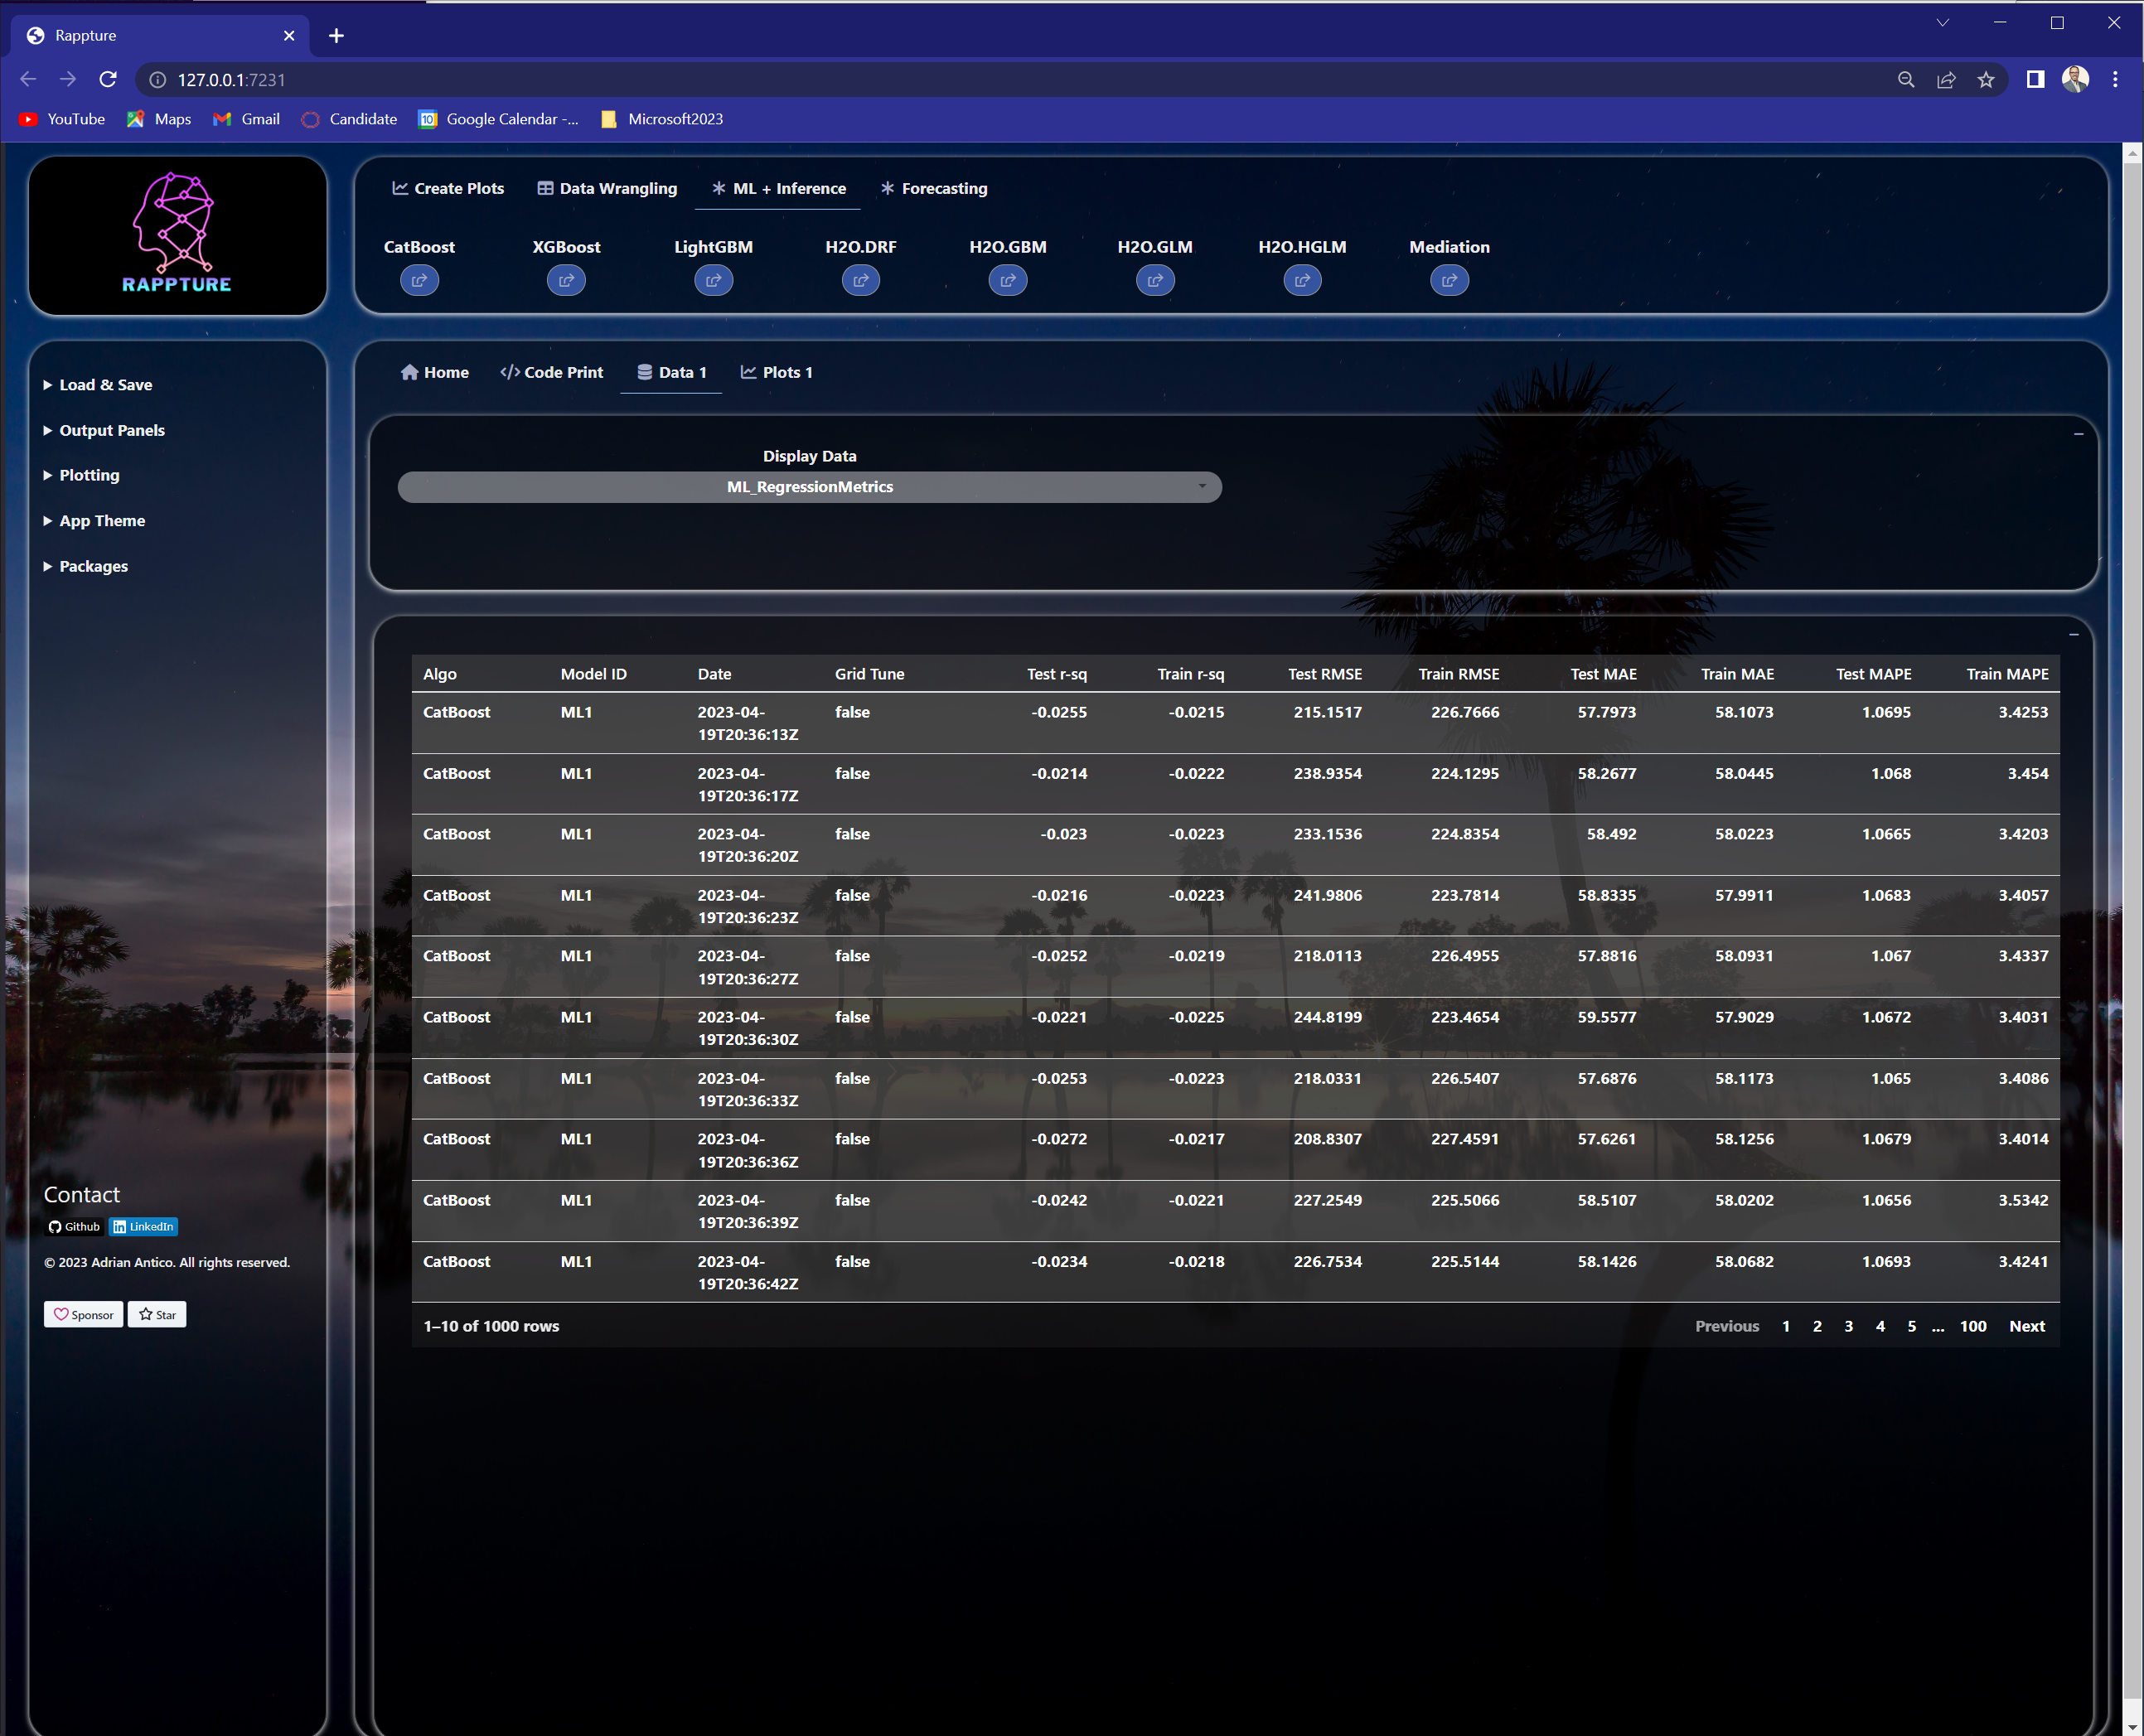 Rappture
127.0.0.1:7231
YouTube Maps Gmail Candidate Google Calendar -... Microsoft2023
RAPPTURE
Create Plots Data Wrangling ML + Inference Forecasting
CatBoost XGBoost LightGBM H2O.DRF H2O.GBM H2O.GLM H2O.HGLM Mediation
Load & Save
Output Panels
Plotting
App Theme
Packages
Contact
Github LinkedIn
© 2023 Adrian Antico. All rights reserved.
Sponsor Star
Home Code Print Data 1 Plots 1
Display Data
ML_RegressionMetrics
Algo Model ID Date Grid Tune Test r-sq Train r-sq Test RMSE Train RMSE Test MAE Train MAE Test MAPE Train MAPE
CatBoost ML1 2023-04- false -0.0255 -0.0215 215.1517 226.7666 57.7973 58.1073 1.0695 3.4253
19T20:36:13Z
CatBoost ML1 2023-04- false -0.0214 -0.0222 238.9354 224.1295 58.2677 58.0445 1.068 3.454
19T20:36:17Z
CatBoost ML1 2023-04- false -0.023 -0.0223 233.1536 224.8354 58.492 58.0223 1.0665 3.4203
19T20:36:20Z
CatBoost ML1 2023-04- false -0.0216 -0.0223 241.9806 223.7814 58.8335 57.9911 1.0683 3.4057
19T20:36:23Z
CatBoost ML1 2023-04- false -0.0252 -0.0219 218.0113 226.4955 57.8816 58.0931 1.067 3.4337
19T20:36:27Z
CatBoost ML1 2023-04- false -0.0221 -0.0225 244.8199 223.4654 59.5577 57.9029 1.0672 3.4031
19T20:36:30Z
CatBoost ML1 2023-04- false -0.0253 -0.0223 218.0331 226.5407 57.6876 58.1173 1.065 3.4086
19T20:36:33Z
CatBoost ML1 2023-04- false -0.0272 -0.0217 208.8307 227.4591 57.6261 58.1256 1.0679 3.4014
19T20:36:36Z
CatBoost ML1 2023-04- false -0.0242 -0.0221 227.2549 225.5066 58.5107 58.0202 1.0656 3.5342
19T20:36:39Z
CatBoost ML1 2023-04- false -0.0234 -0.0218 226.7534 225.5144 58.1426 58.0682 1.0693 3.4241
19T20:36:42Z
1–10 of 1000 rows Previous 1 2 3 4 5 ... 100 Next